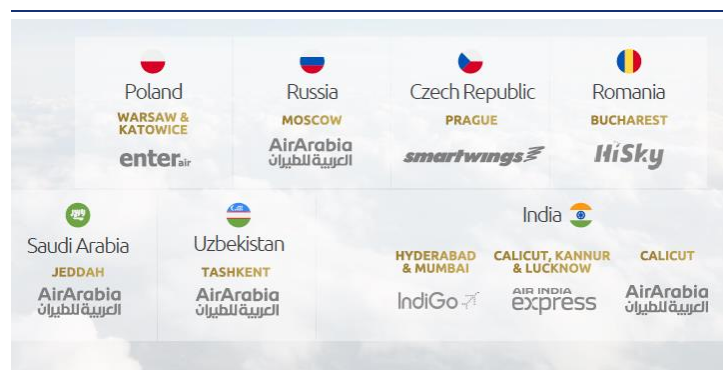 Poland
WARSAW &
KATOWICE
enterair
Russia
MOSCOW
AirArabia
العربية للطيران
Czech Republic
PRAGUE
smartwings
Romania
BUCHAREST
HiSky
Saudi Arabia
JEDDAH
AirArabia
العربية للطيران
Uzbekistan
TASHKENT
AirArabia
العربية للطيران
India
HYDERABAD
& MUMBAI
IndiGo
CALICUT, KANNUR
& LUCKNOW
AIR INDIA
express
CALICUT
AirArabia
العربية للطيران